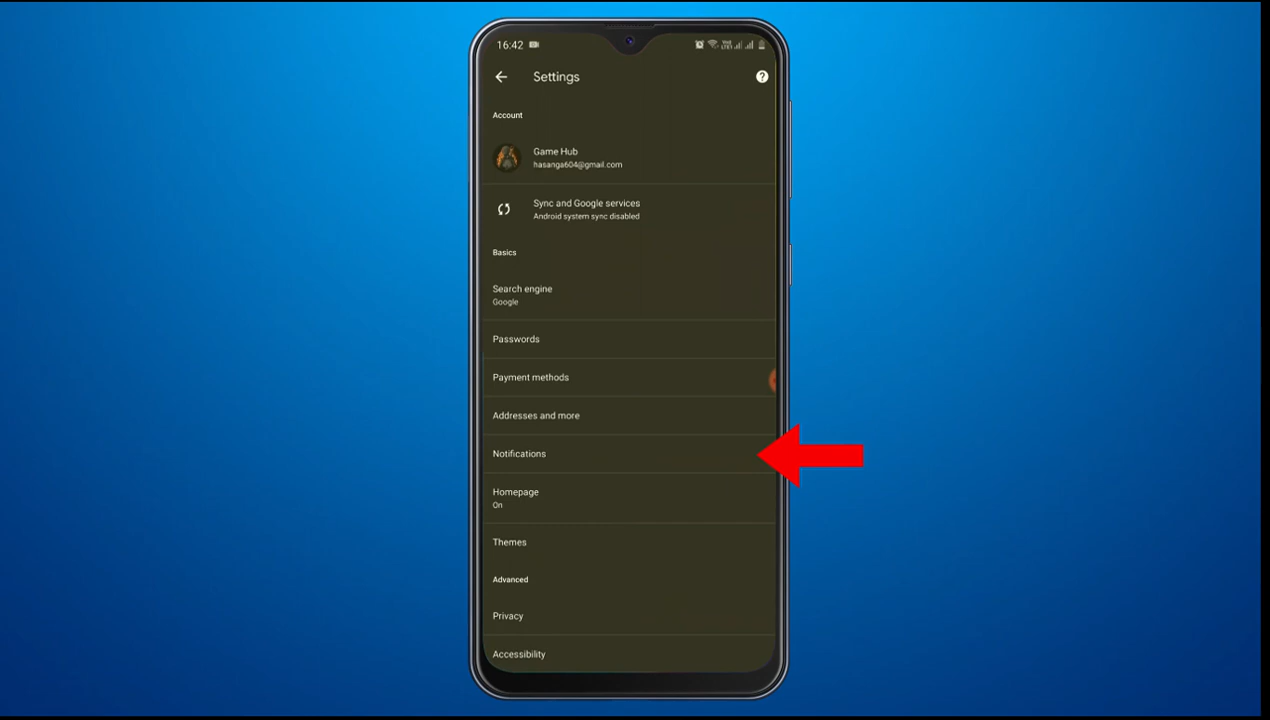 16:42
Settings
Account
Game Hub
hasanga604@gmail.com
Sync and Google services
Android system sync disabled
Basics
Search engine
Google
Passwords
Payment methods
Addresses and more
Notifications
Homepage
On
Themes
Advanced
Privacy
Accessibility